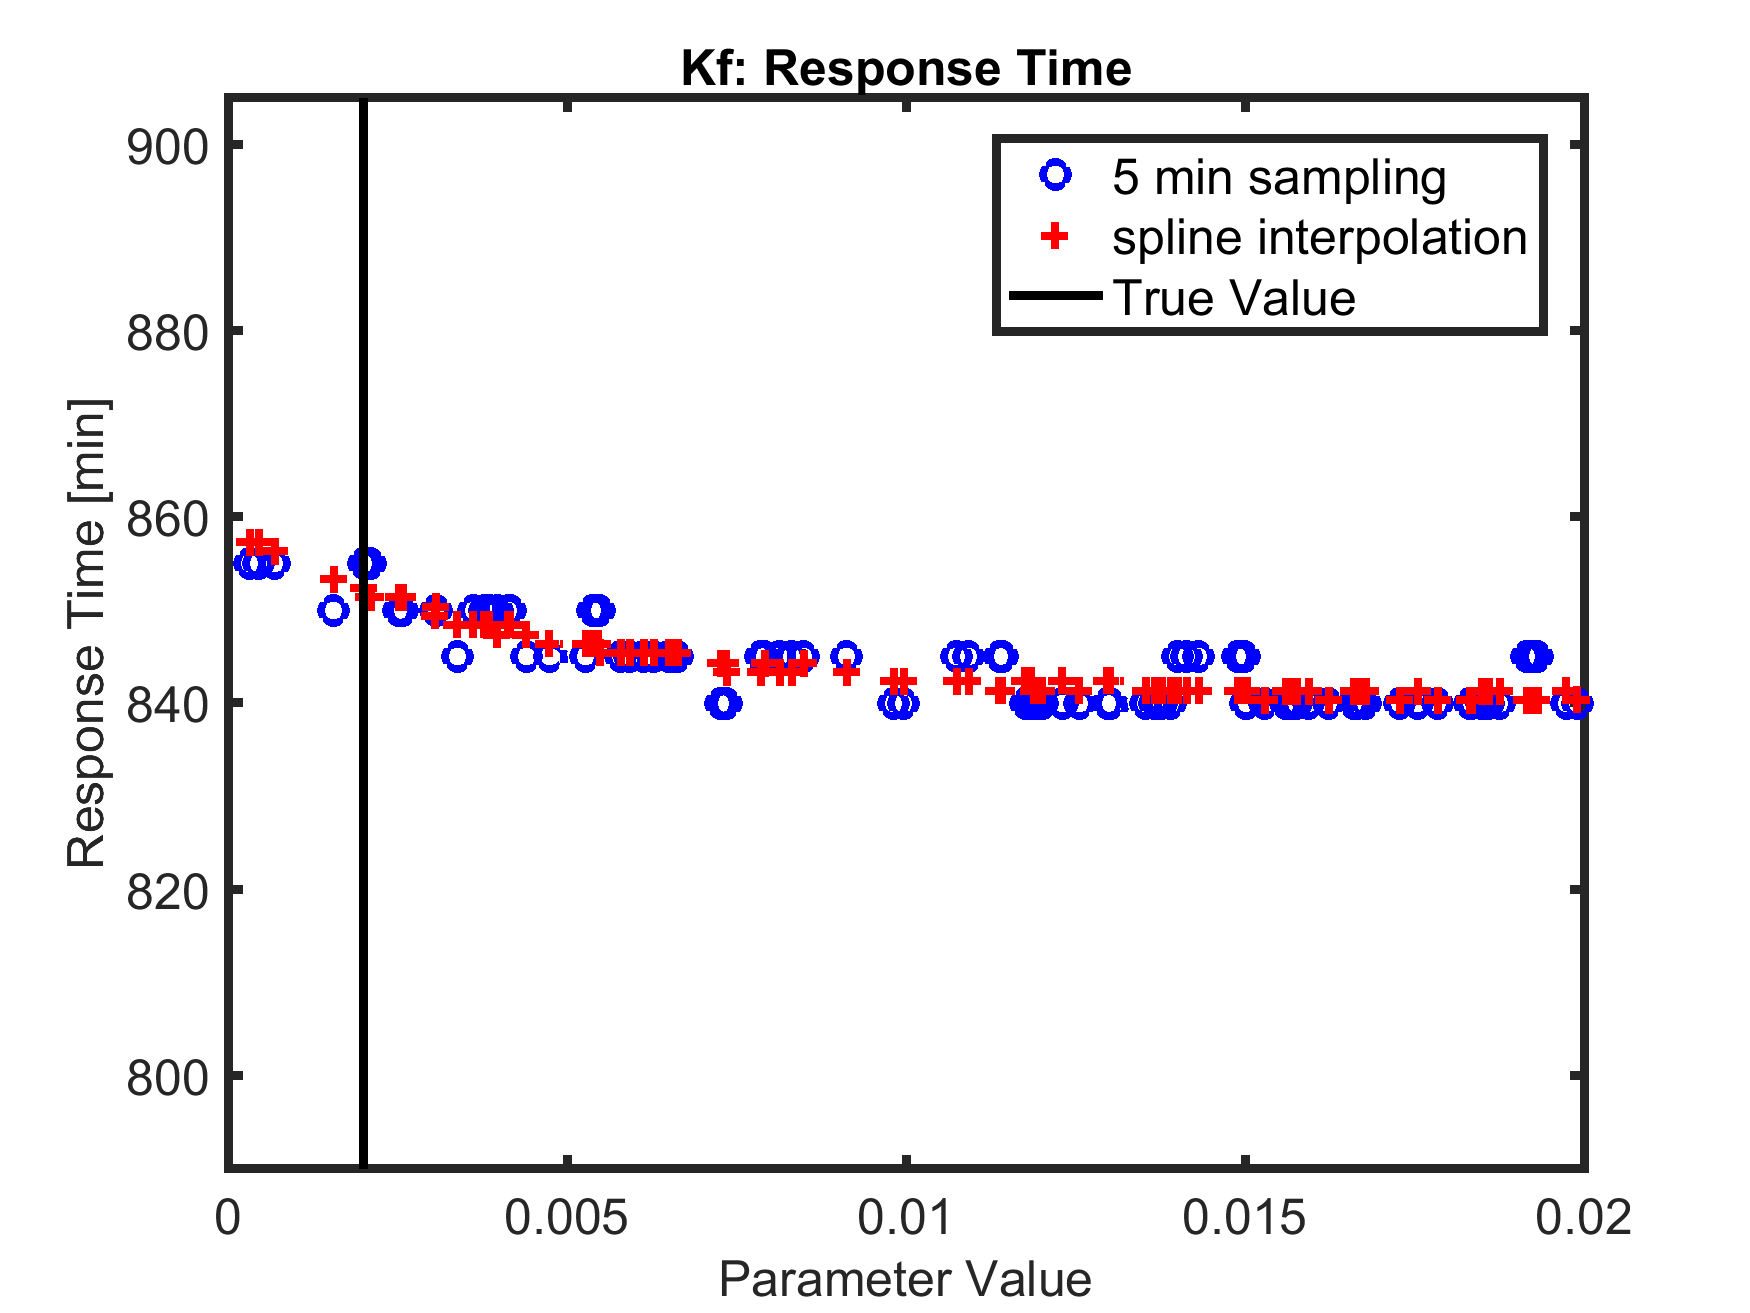 Kf: Response Time
900
880
860
840
820
800
Response Time [min]
5 min sampling
spline interpolation
True Value
0
0.005
0.01
0.015
0.02
Parameter Value